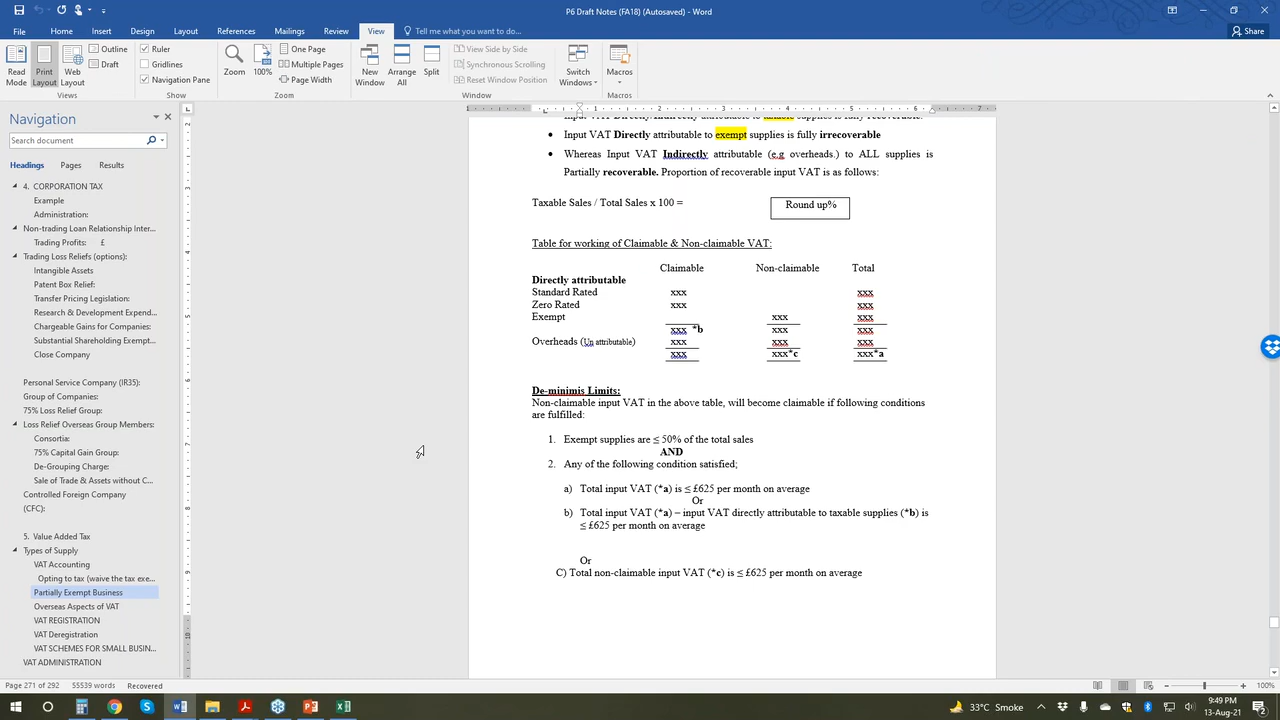 P6 Draft Notes (FA18) (Autosaved) - Word
File Home Insert Design Layout References Mailings Review View Tell me what you want to do... Share
Read Mode
Print Layout
Web Layout
Outline
Draft
Views
Ruler
Gridlines
Navigation Pane
Show
Zoom
100%
One Page
Multiple Pages
Page Width
Zoom
New Window
Arrange All
Split
View Side by Side
Synchronous Scrolling
Reset Window Position
Window
Switch Windows
Macros
Macros
Navigation
Search document
Headings Pages Results
4. CORPORATION TAX
Example
Administration:
Non-trading Loan Relationship Inter...
Trading Profits: £
Trading Loss Reliefs (options):
Intangible Assets
Patent Box Relief:
Transfer Pricing Legislation:
Research & Development Expend...
Chargeable Gains for Companies:
Substantial Shareholding Exempt...
Close Company
Personal Service Company (IR35):
Group of Companies:
75% Loss Relief Group:
Loss Relief Overseas Group Members:
Consortia:
75% Capital Gain Group:
De-Grouping Charge:
Sale of Trade & Assets without C...
Controlled Foreign Company
(CFC):
5. Value Added Tax
Types of Supply
VAT Accounting
Opting to tax (waive the tax exe...
Partially Exempt Business
Overseas Aspects of VAT
VAT REGISTRATION
VAT Deregistration
VAT SCHEMES FOR SMALL BUSIN...
VAT ADMINISTRATION
Input VAT Directly/Indirectly attributable to taxable supplies is fully recoverable.
• Input VAT Directly attributable to exempt supplies is fully irrecoverable
• Whereas Input VAT Indirectly attributable (e.g overheads.) to ALL supplies is
Partially recoverable. Proportion of recoverable input VAT is as follows:
Taxable Sales / Total Sales x 100 = Round up%
Table for working of Claimable & Non-claimable VAT:
Claimable Non-claimable Total
Directly attributable
Standard Rated xxx xxx
Zero Rated xxx xxx
Exempt xxx xxx
xxx *b xxx xxx
Overheads (Un attributable) xxx xxx xxx
xxx xxx*c xxx*a
De-minimis Limits:
Non-claimable input VAT in the above table, will become claimable if following conditions
are fulfilled:
1. Exempt supplies are ≤ 50% of the total sales
AND
2. Any of the following condition satisfied;
a) Total input VAT (*a) is ≤ £625 per month on average
Or
b) Total input VAT (*a) – input VAT directly attributable to taxable supplies (*b) is
≤ £625 per month on average
Or
C) Total non-claimable input VAT (*c) is ≤ £625 per month on average
Page 271 of 292 55539 words Recovered 100%
33°C Smoke 9:49 PM
13-Aug-21